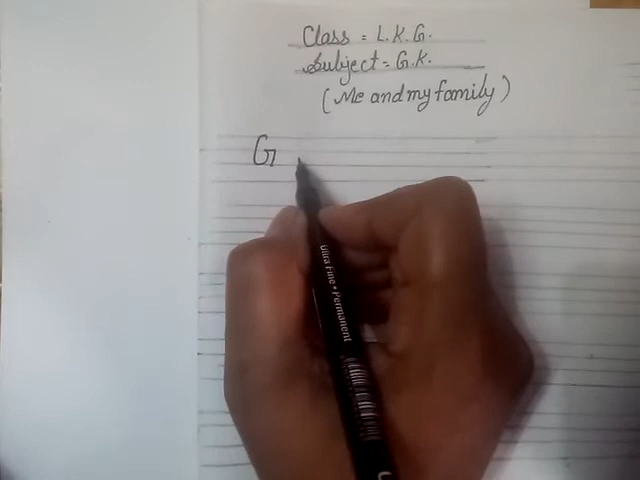 Class = L.K.G.
Subject = G.K.
(Me and my family)
G
Ultra Fine • Permanent